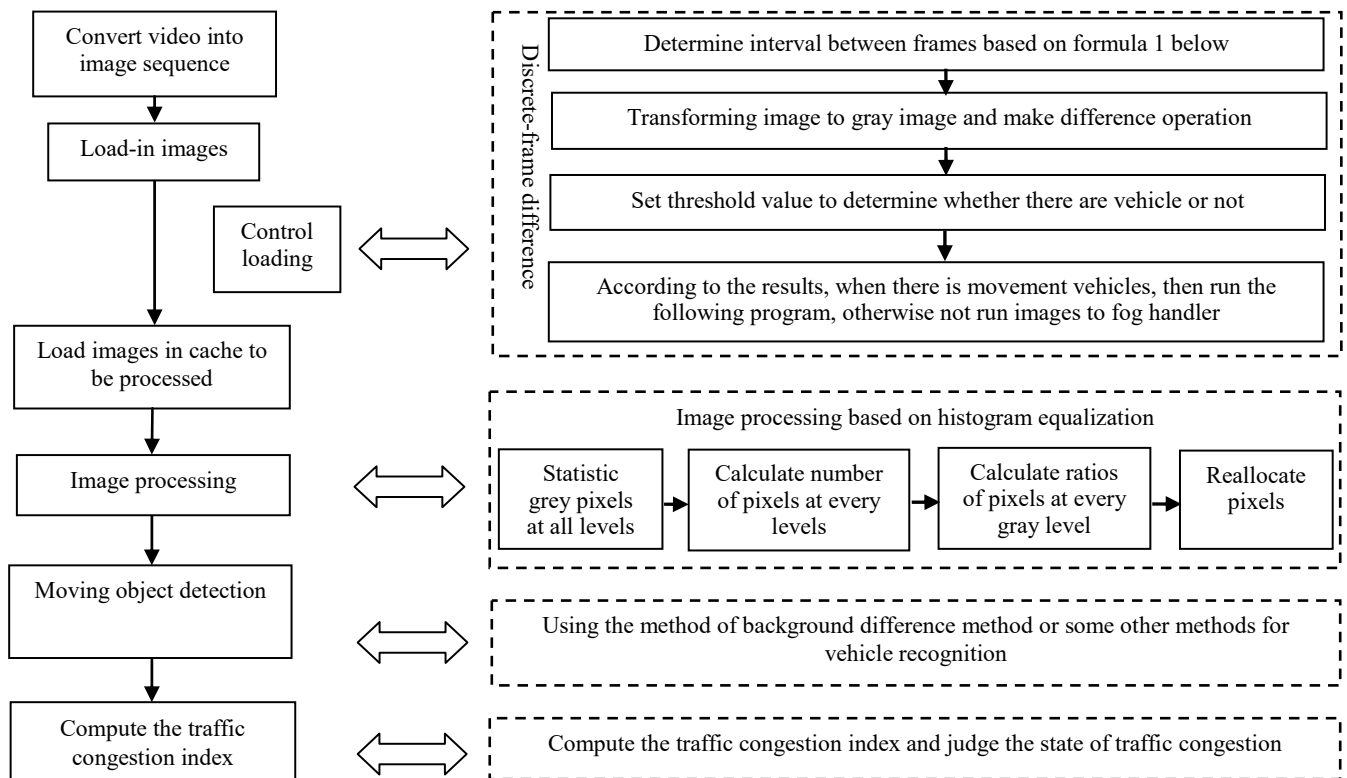 Convert video into
image sequence
Load-in images
Control
loading
Load images in cache to
be processed
Image processing
Moving object detection
Compute the traffic
congestion index
Discrete-frame difference
Determine interval between frames based on formula 1 below
Transforming image to gray image and make difference operation
Set threshold value to determine whether there are vehicle or not
According to the results, when there is movement vehicles, then run the
following program, otherwise not run images to fog handler
Image processing based on histogram equalization
Statistic
grey pixels
at all levels
Calculate number
of pixels at every
levels
Calculate ratios
of pixels at every
gray level
Reallocate
pixels
Using the method of background difference method or some other methods for
vehicle recognition
Compute the traffic congestion index and judge the state of traffic congestion